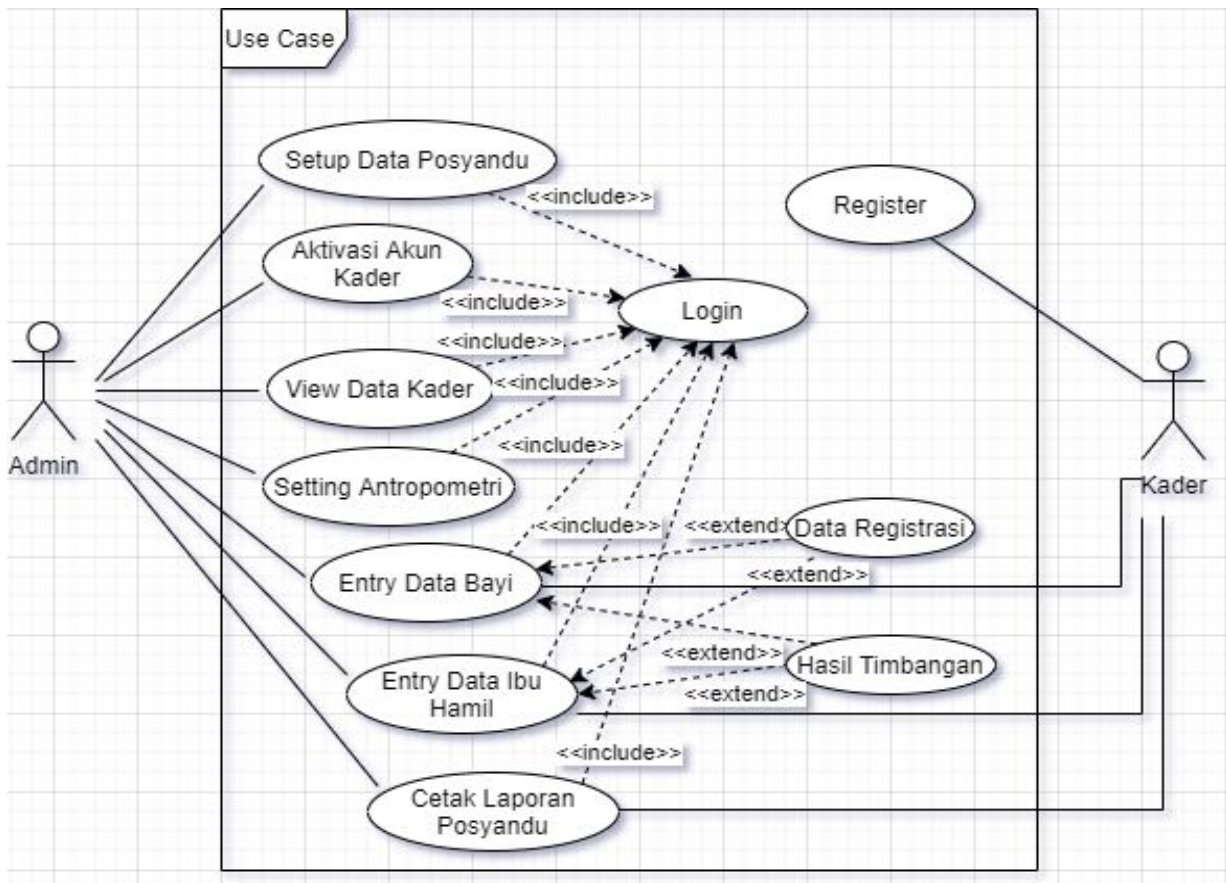 Use Case
Setup Data Posyandu
<<include>>
Register
Aktivasi Akun
Kader
<<include>>
Login
<<include>>
View Data Kader
<<include>>
Admin
<<include>>
Setting Antropometri
Kader
<<include>>
<<extend>
Data Registrasi
Entry Data Bayi
<<extend>>
<<extend>>
Hasil Timbangan
Entry Data Ibu
Hamil
<<extend>>
<<include>>
Cetak Laporan
Posyandu